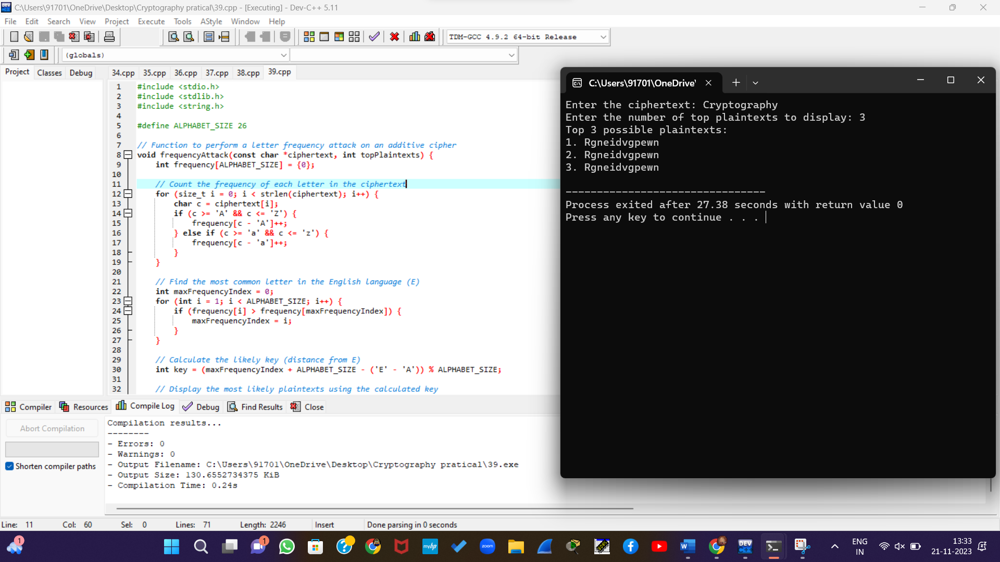 C:\Users\91701\OneDrive\Desktop\Cryptography pratical\39.cpp - [Executing] - Dev-C++ 5.11
File Edit Search View Project Execute Tools AStyle Window Help
TDM-GCC 4.9.2 64-bit Release
(globals)
Project Classes Debug
34.cpp 35.cpp 36.cpp 37.cpp 38.cpp 39.cpp
1 #include <stdio.h>
2 #include <stdlib.h>
3 #include <string.h>
4
5 #define ALPHABET_SIZE 26
6
7 // Function to perform a letter frequency attack on an additive cipher
8 void frequencyAttack(const char *ciphertext, int topPlaintexts) {
9 int frequency[ALPHABET_SIZE] = {0};
10
11 // Count the frequency of each letter in the ciphertext
12 for (size_t i = 0; i < strlen(ciphertext); i++) {
13 char c = ciphertext[i];
14 if (c >= 'A' && c <= 'Z') {
15 frequency[c - 'A']++;
16 } else if (c >= 'a' && c <= 'z') {
17 frequency[c - 'a']++;
18 }
19 }
20
21 // Find the most common letter in the English language (E)
22 int maxFrequencyIndex = 0;
23 for (int i = 1; i < ALPHABET_SIZE; i++) {
24 if (frequency[i] > frequency[maxFrequencyIndex]) {
25 maxFrequencyIndex = i;
26 }
27 }
28
29 // Calculate the likely key (distance from E)
30 int key = (maxFrequencyIndex + ALPHABET_SIZE - ('E' - 'A')) % ALPHABET_SIZE;
31
32 // Display the most likely plaintexts using the calculated key
C:\Users\91701\OneDrive\
Enter the ciphertext: Cryptography
Enter the number of top plaintexts to display: 3
Top 3 possible plaintexts:
1. Rgneidvgpewn
2. Rgneidvgpewn
3. Rgneidvgpewn
--------------------------------
Process exited after 27.38 seconds with return value 0
Press any key to continue . . .
Compiler Resources Compile Log Debug Find Results Close
Abort Compilation
Shorten compiler paths
Compilation results...
--------
- Errors: 0
- Warnings: 0
- Output Filename: C:\Users\91701\OneDrive\Desktop\Cryptography pratical\39.exe
- Output Size: 130.6552734375 KiB
- Compilation Time: 0.24s
Line: 11 Col: 60 Sel: 0 Lines: 71 Length: 2246 Insert Done parsing in 0 seconds
1
1
myhp
zoom
DEV
C++
ENG
IN
13:33
21-11-2023